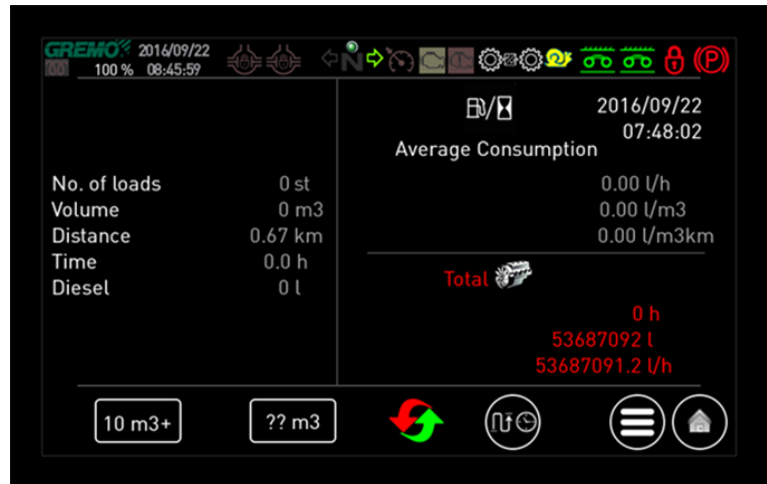 GREMO 2016/09/22
100 % 08:45:59
N
P
2016/09/22
07:48:02
Average Consumption
No. of loads 0 st
Volume 0 m3
Distance 0.67 km
Time 0.0 h
Diesel 0 l
0.00 l/h
0.00 l/m3
0.00 l/m3km
Total
0 h
53687092 l
53687091.2 l/h
10 m3+
?? m3